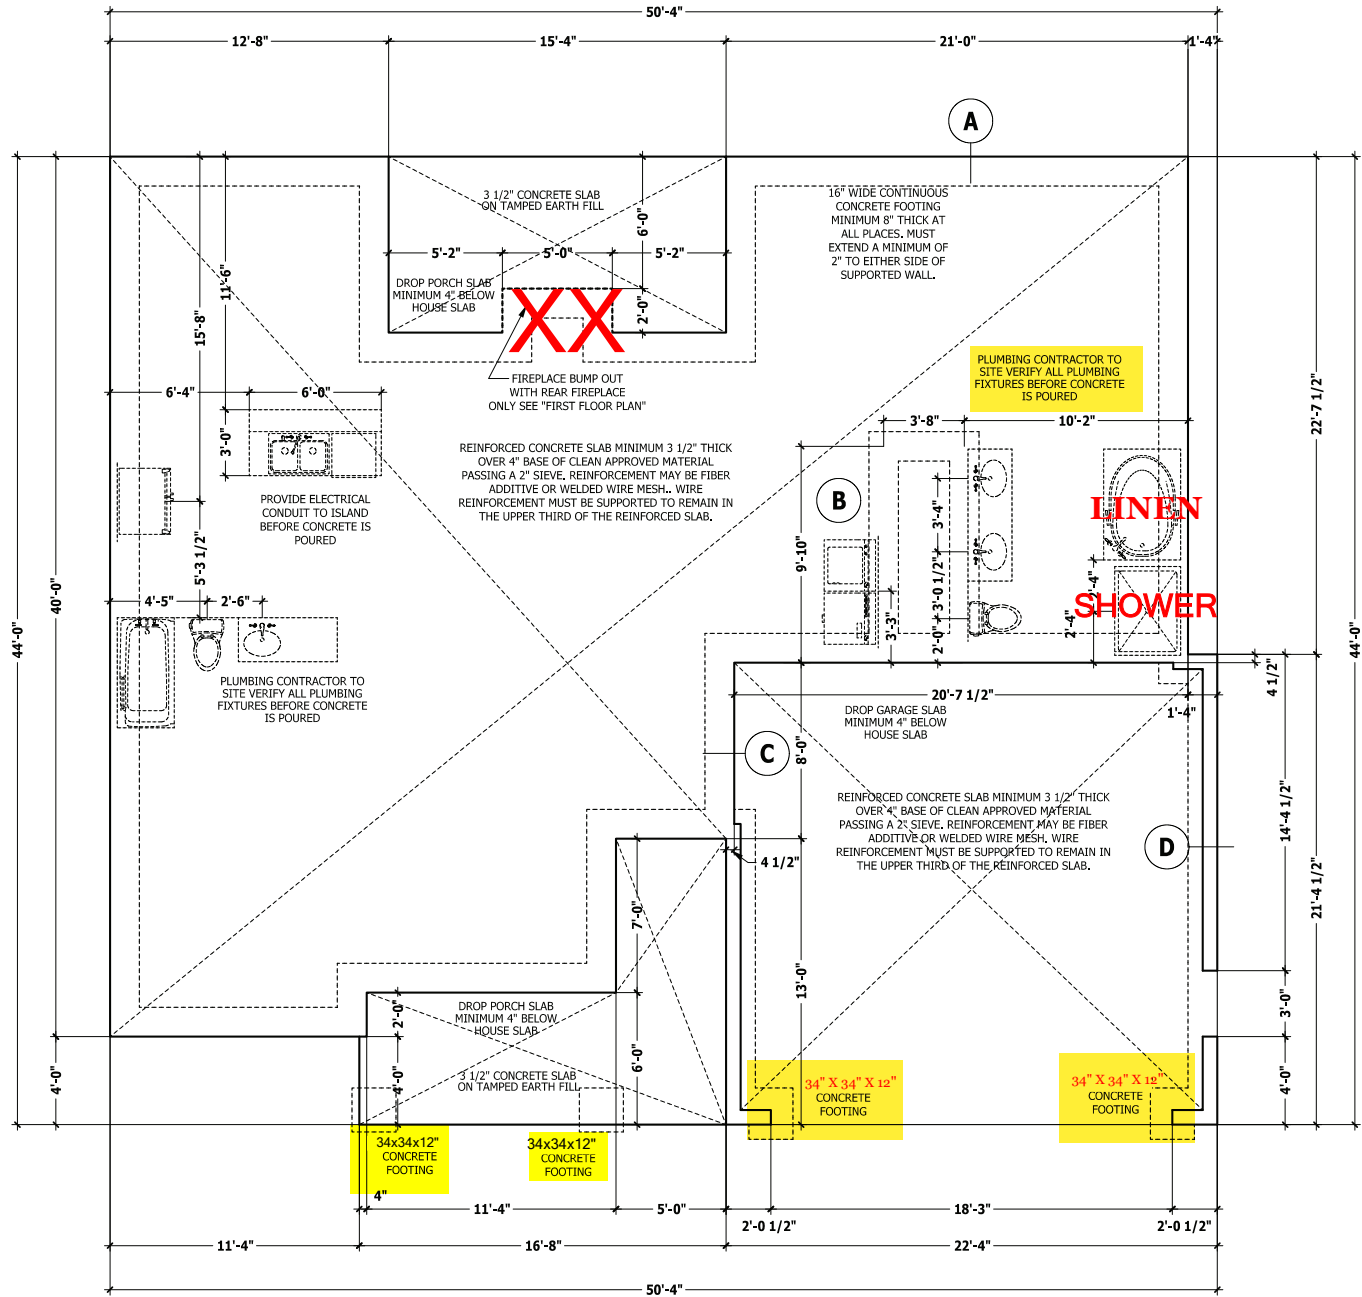 50'-4"
12'-8"
15'-4"
21'-0"
1'-4"
A
3 1/2" CONCRETE SLAB
ON TAMPED EARTH FILL
16" WIDE CONTINUOUS
CONCRETE FOOTING
MINIMUM 8" THICK AT
ALL PLACES. MUST
EXTEND A MINIMUM OF
2" TO EITHER SIDE OF
SUPPORTED WALL.
6'-0"
5'-2"
5'-0"
5'-2"
11'-6"
15'-8"
DROP PORCH SLAB
MINIMUM 4" BELOW
HOUSE SLAB
XX
2'-0"
FIREPLACE BUMP OUT
WITH REAR FIREPLACE
ONLY SEE "FIRST FLOOR PLAN"
PLUMBING CONTRACTOR TO
SITE VERIFY ALL PLUMBING
FIXTURES BEFORE CONCRETE
IS POURED
6'-4"
6'-0"
3'-0"
22'-7 1/2"
3'-8"
10'-2"
REINFORCED CONCRETE SLAB MINIMUM 3 1/2" THICK
OVER 4" BASE OF CLEAN APPROVED MATERIAL
PASSING A 2" SIEVE. REINFORCEMENT MAY BE FIBER
ADDITIVE OR WELDED WIRE MESH.. WIRE
REINFORCEMENT MUST BE SUPPORTED TO REMAIN IN
THE UPPER THIRD OF THE REINFORCED SLAB.
PROVIDE ELECTRICAL
CONDUIT TO ISLAND
BEFORE CONCRETE IS
POURED
B
3'-4"
LINEN
9'-10"
5'-3 1/2"
3'-0 1/2"
2'-4"
40'-0"
44'-0"
4'-5"
2'-6"
SHOWER
3'-3"
2'-0"
2'-4"
44'-0"
4 1/2"
PLUMBING CONTRACTOR TO
SITE VERIFY ALL PLUMBING
FIXTURES BEFORE CONCRETE
IS POURED
20'-7 1/2"
1'-4"
DROP GARAGE SLAB
MINIMUM 4" BELOW
HOUSE SLAB
C
8'-0"
REINFORCED CONCRETE SLAB MINIMUM 3 1/2" THICK
OVER 4" BASE OF CLEAN APPROVED MATERIAL
PASSING A 2" SIEVE. REINFORCEMENT MAY BE FIBER
ADDITIVE OR WELDED WIRE MESH. WIRE
REINFORCEMENT MUST BE SUPPORTED TO REMAIN IN
THE UPPER THIRD OF THE REINFORCED SLAB.
14'-4 1/2"
D
4 1/2"
21'-4 1/2"
7'-0"
13'-0"
3'-0"
DROP PORCH SLAB
MINIMUM 4" BELOW
HOUSE SLAB
2'-0"
6'-0"
3 1/2" CONCRETE SLAB
ON TAMPED EARTH FILL
4'-0"
4'-0"
4'-0"
34" X 34" X 12"
CONCRETE
FOOTING
34" X 34" X 12"
CONCRETE
FOOTING
34x34x12"
CONCRETE
FOOTING
34x34x12"
CONCRETE
FOOTING
4"
11'-4"
5'-0"
18'-3"
2'-0 1/2"
2'-0 1/2"
11'-4"
16'-8"
22'-4"
50'-4"